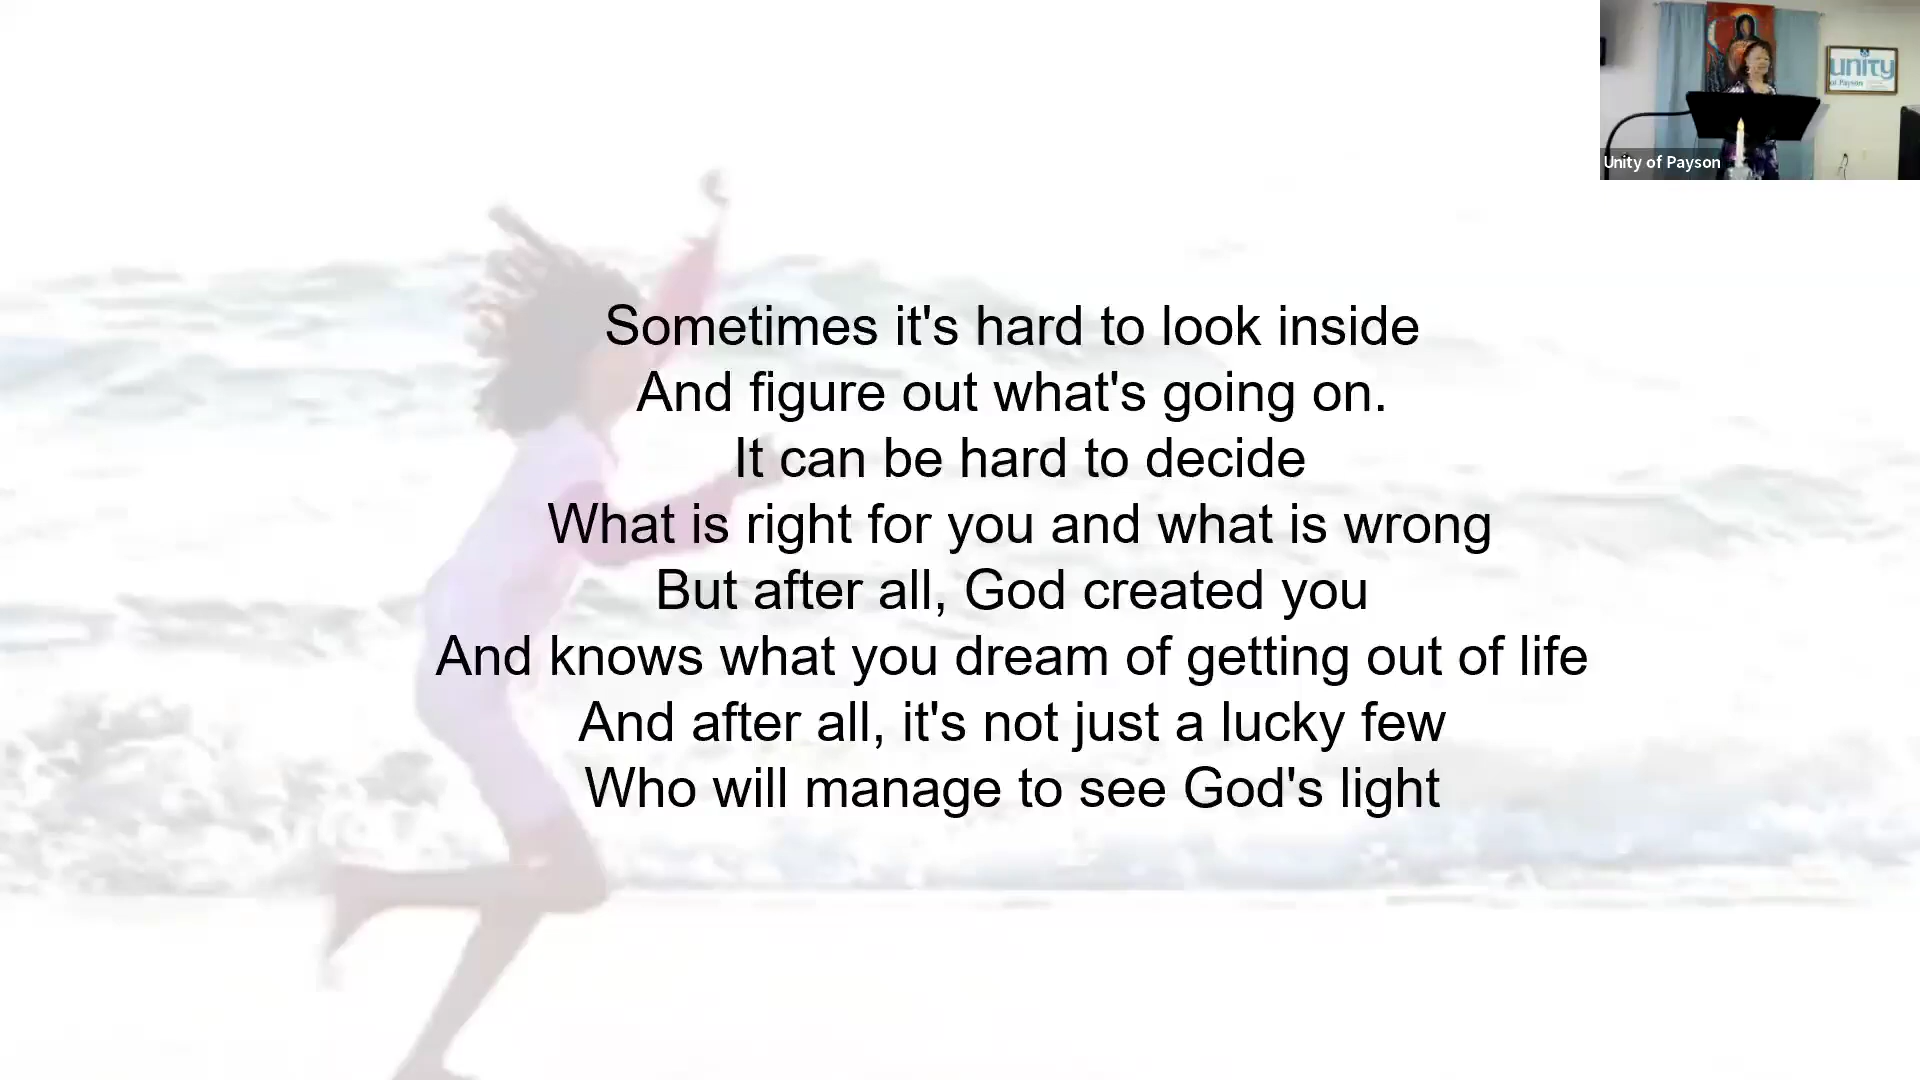 Sometimes it's hard to look inside
And figure out what's going on.
It can be hard to decide
What is right for you and what is wrong
But after all, God created you
And knows what you dream of getting out of life
And after all, it's not just a lucky few
Who will manage to see God's light
unity
of Payson
Unity of Payson